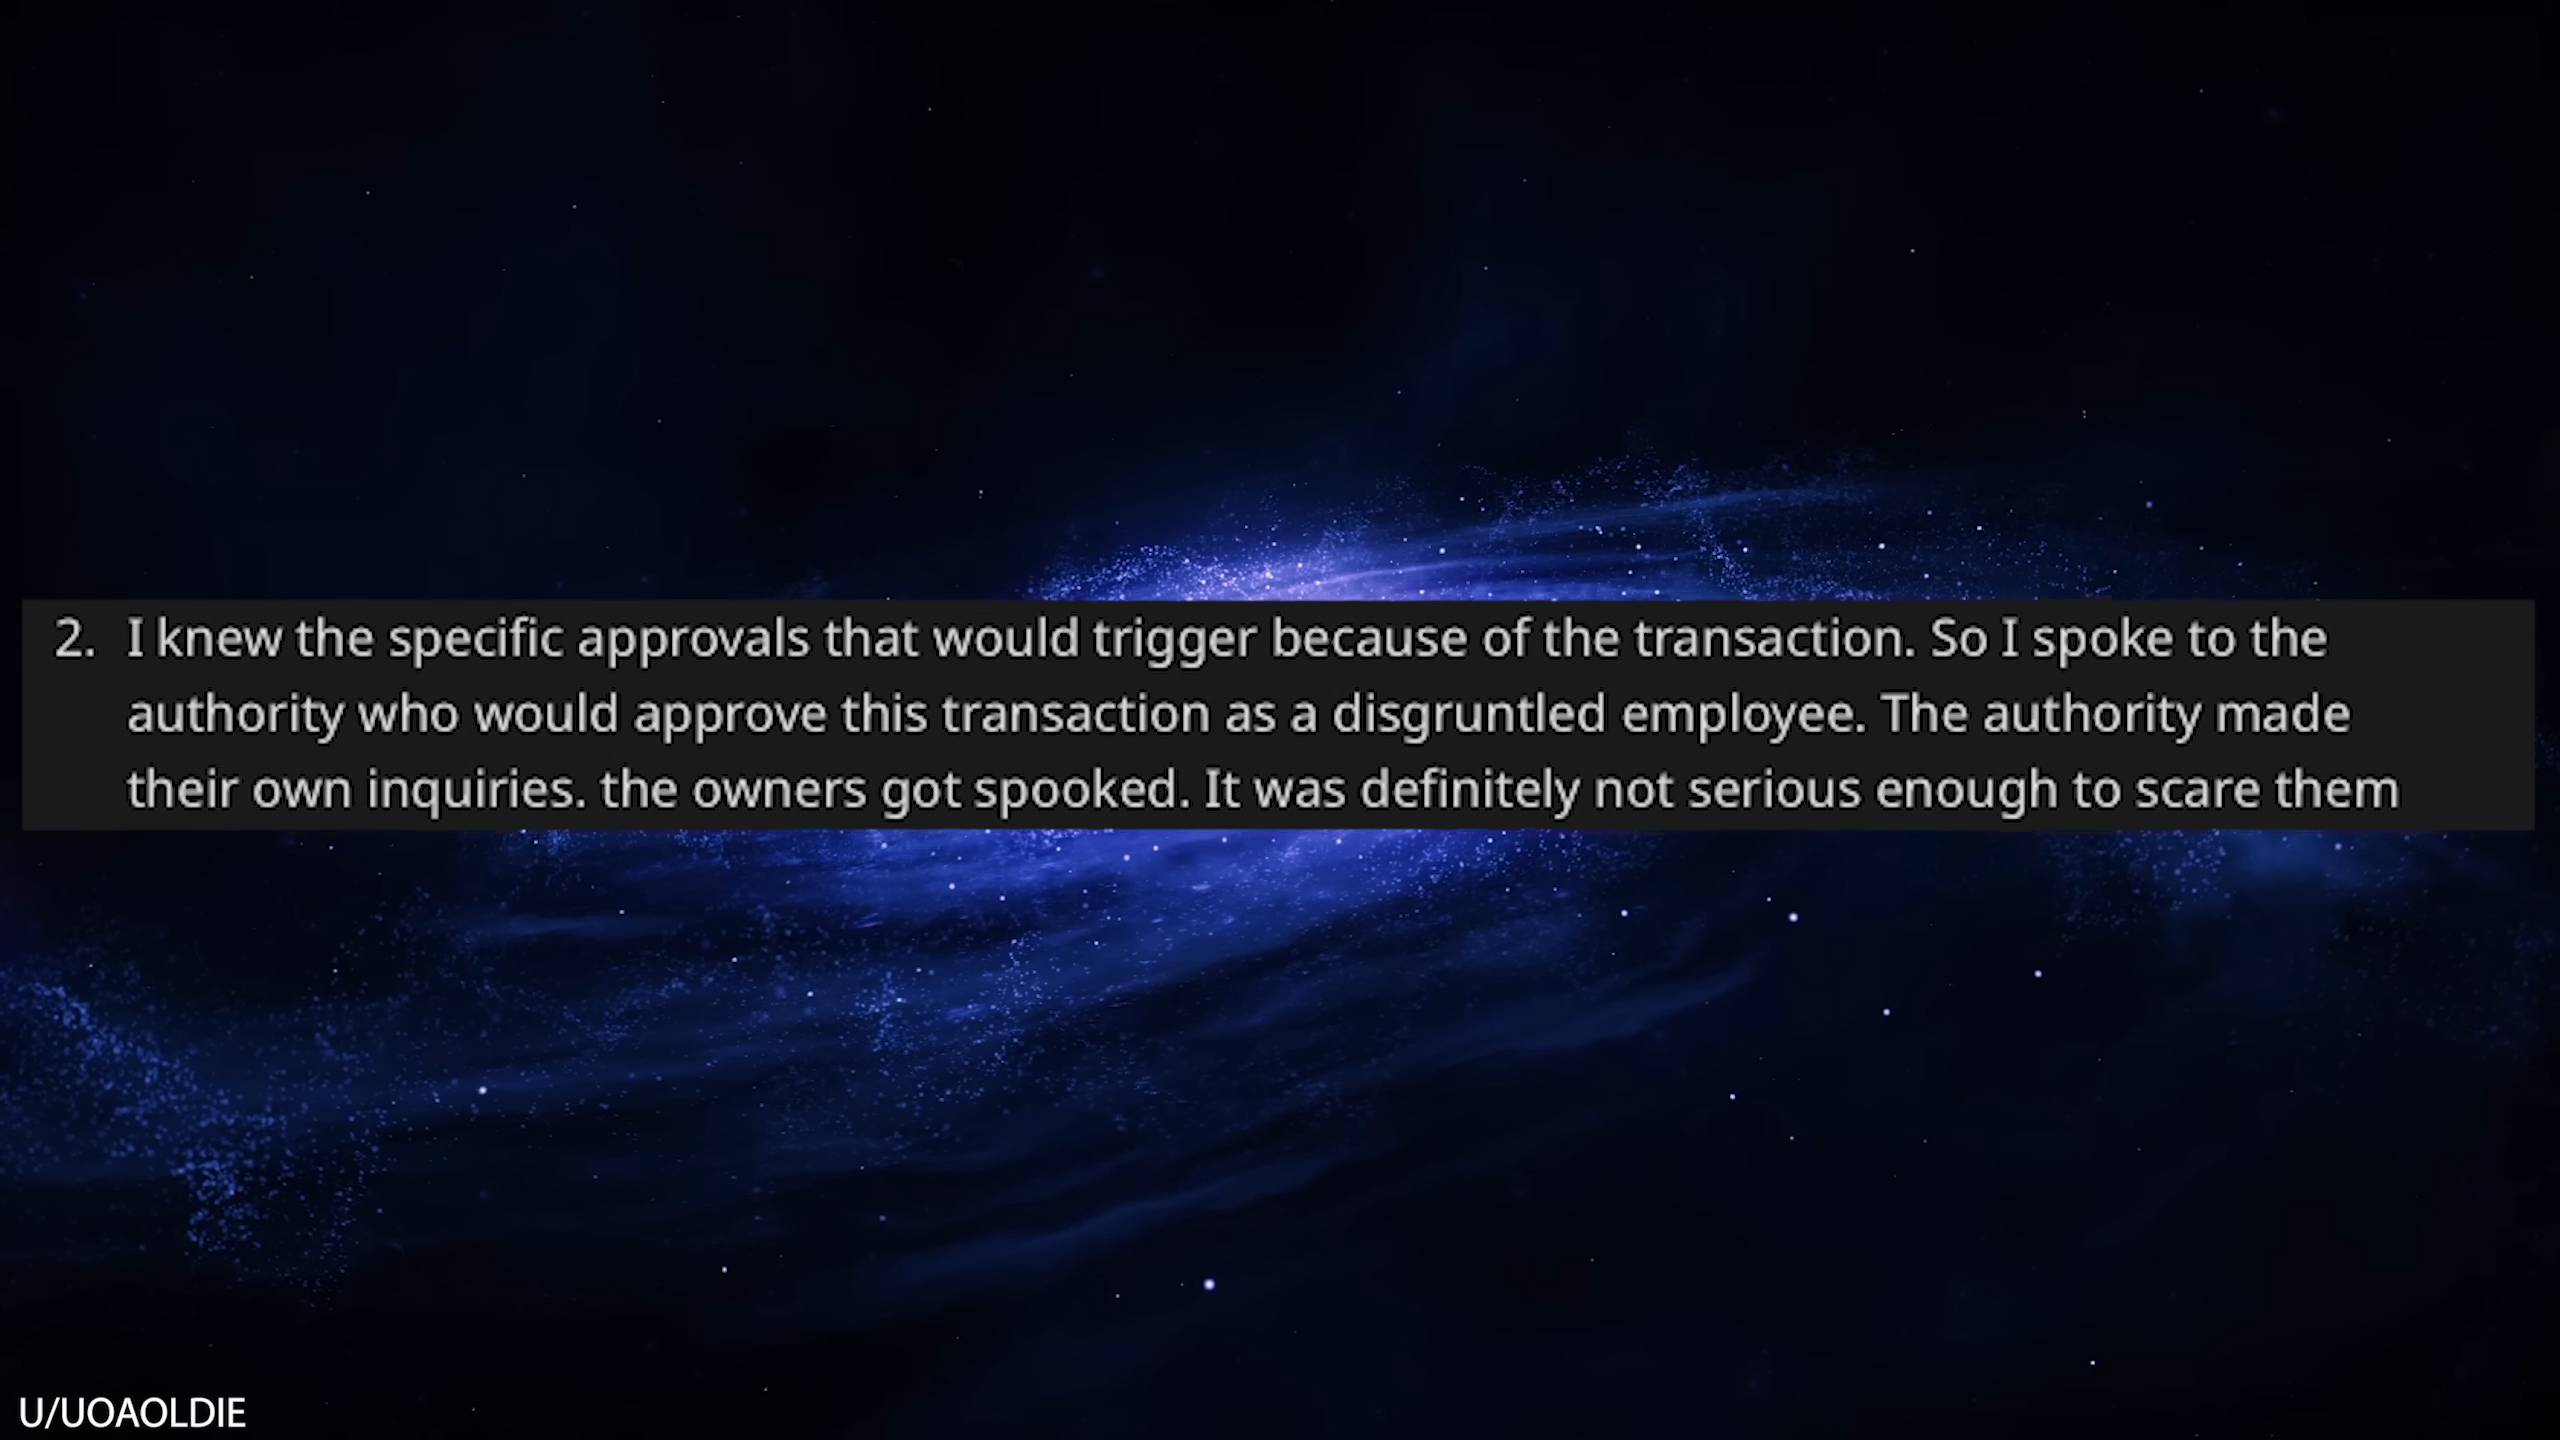 2. I knew the specific approvals that would trigger because of the transaction. So I spoke to the
authority who would approve this transaction as a disgruntled employee. The authority made
their own inquiries. the owners got spooked. It was definitely not serious enough to scare them
U/UOAOLDIE